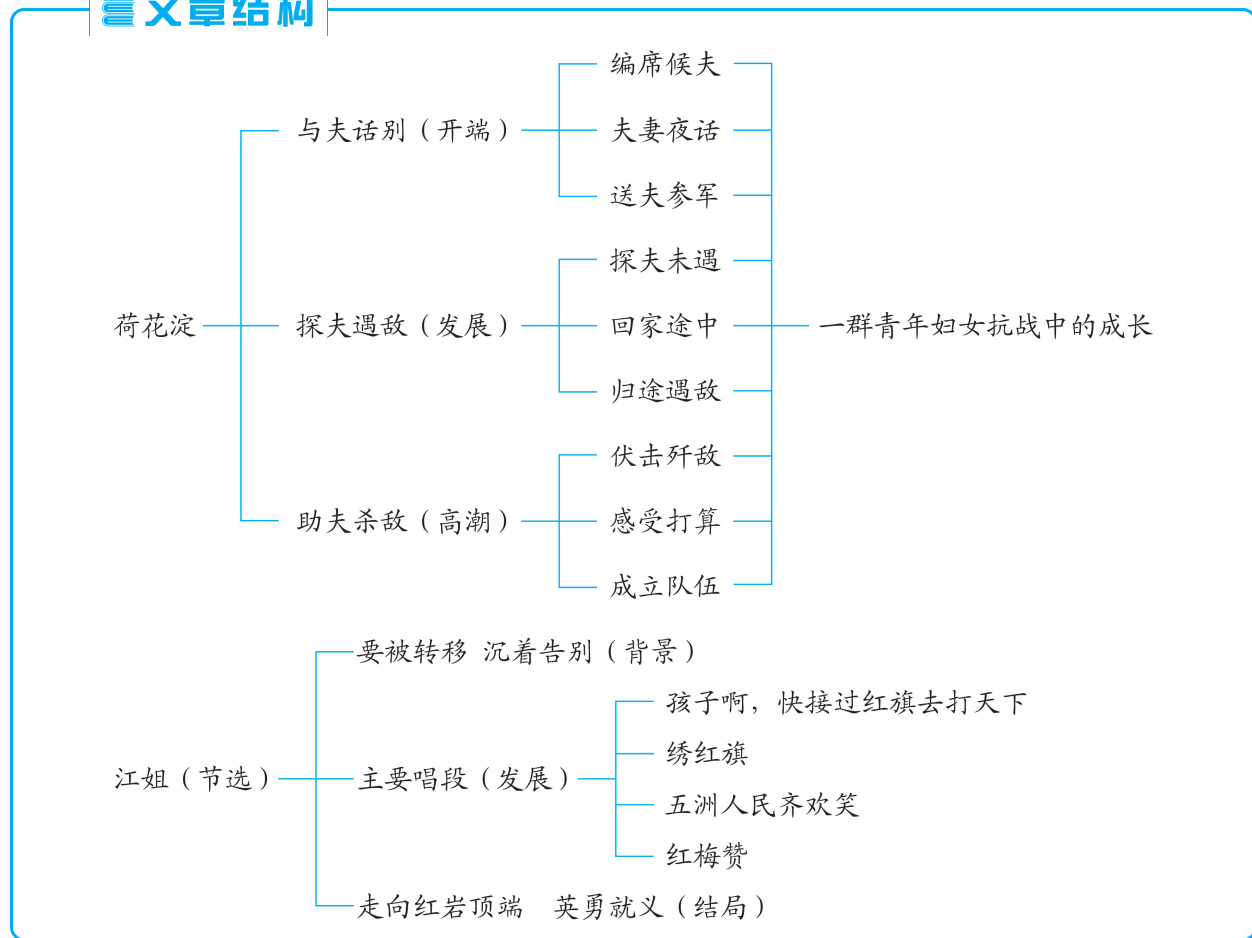 文章结构
编席候夫
与夫话别（开端）
夫妻夜话
送夫参军
探夫未遇
荷花淀
探夫遇敌（发展）
回家途中
一群青年妇女抗战中的成长
归途遇敌
伏击歼敌
助夫杀敌（高潮）
感受打算
成立队伍
要被转移 沉着告别（背景）
孩子啊，快接过红旗去打天下
绣红旗
江姐（节选）
主要唱段（发展）
五洲人民齐欢笑
红梅赞
走向红岩顶端 英勇就义（结局）